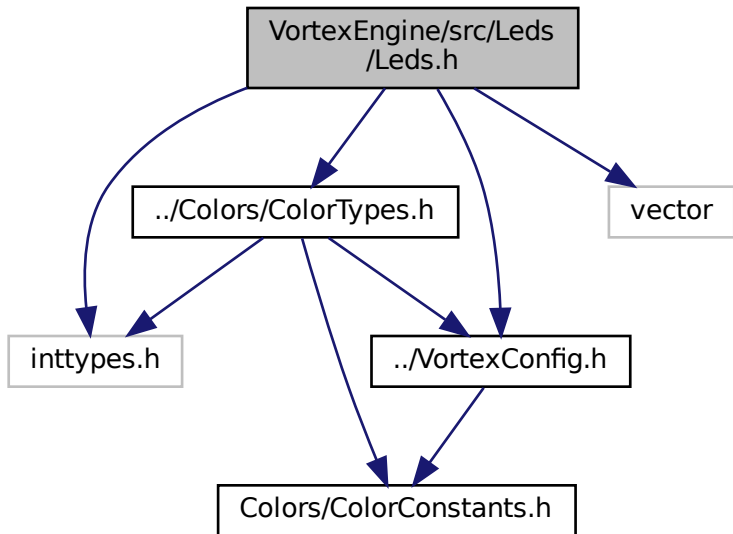 VortexEngine/src/Leds
/Leds.h
../Colors/ColorTypes.h
vector
inttypes.h
../VortexConfig.h
Colors/ColorConstants.h